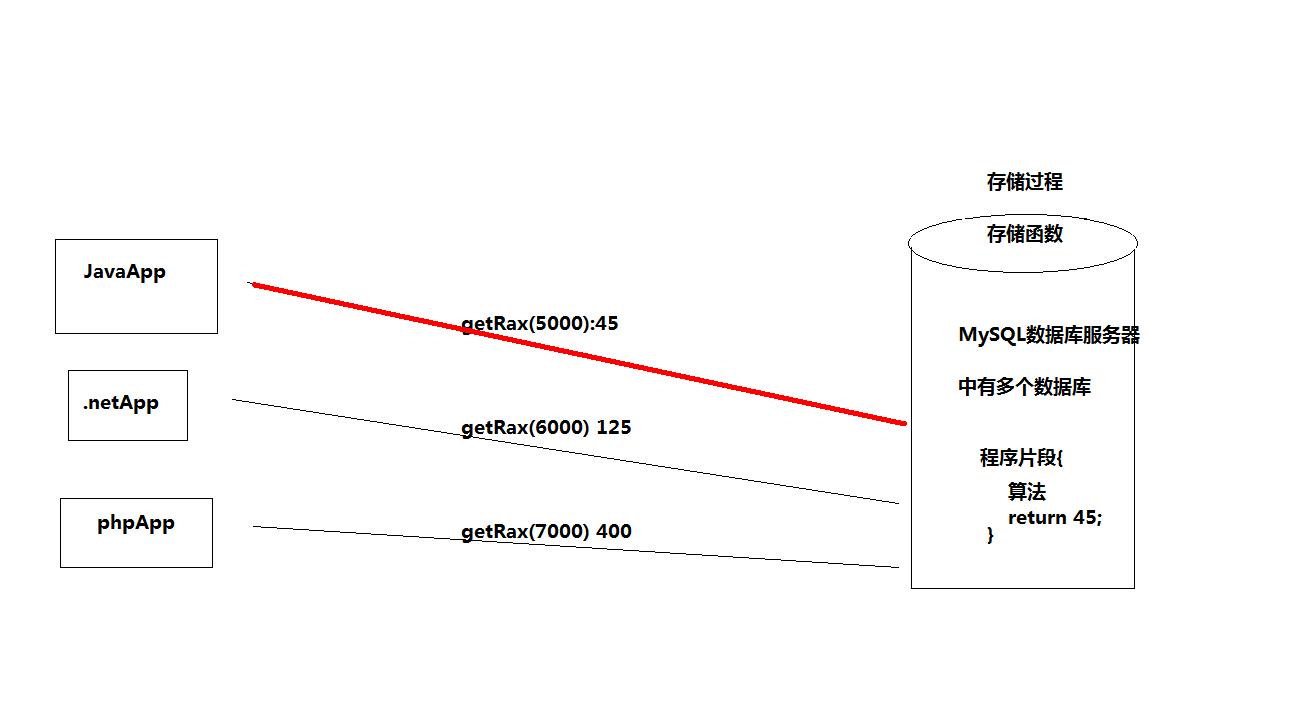 存储过程
存储函数
JavaApp
getRax(5000):45
MySQL数据库服务器
中有多个数据库
.netApp
getRax(6000) 125
程序片段{
算法
return 45;
}
phpApp
getRax(7000) 400